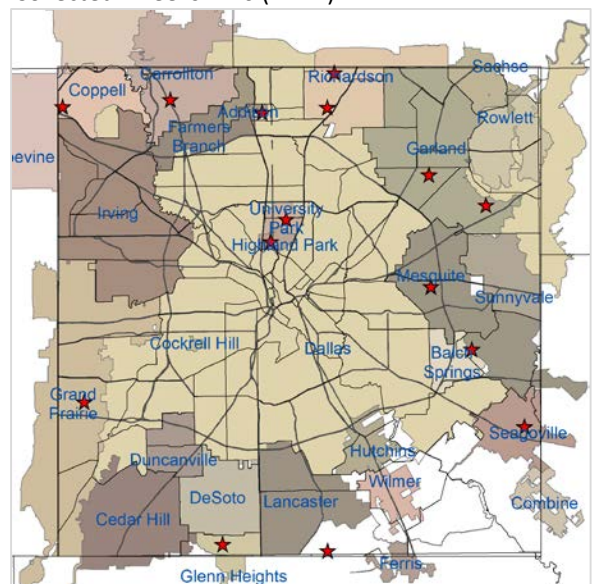 Sachse
Carrollton
Richardson
Coppell
Addison
Rowlett
Farmers
Branch
Garland
evine
Irving
University
Park
Highland Park
Mesquite
Sunnyvale
Cockrell Hill
Dallas
Balch
Springs
Grand
Prairie
Seagoville
Hutchins
Duncanville
Wilmer
DeSoto
Lancaster
Combine
Cedar Hill
Ferris
Glenn Heights